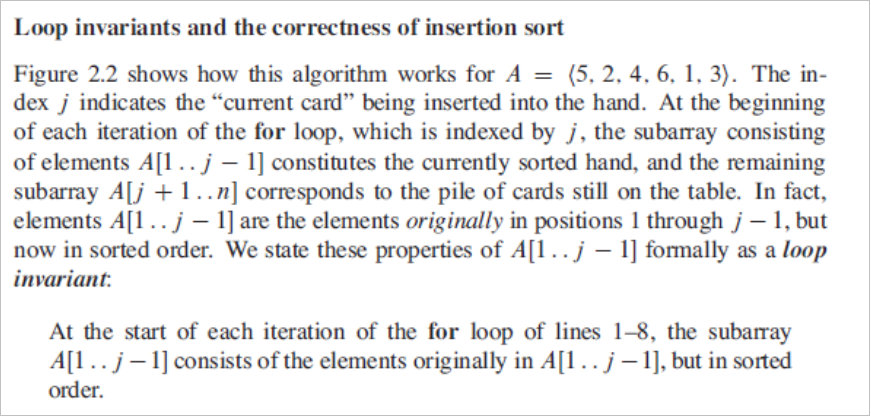 Loop invariants and the correctness of insertion sort
Figure 2.2 shows how this algorithm works for A = ⟨5, 2, 4, 6, 1, 3⟩. The in-
dex j indicates the “current card” being inserted into the hand. At the beginning
of each iteration of the for loop, which is indexed by j, the subarray consisting
of elements A[1 . . j − 1] constitutes the currently sorted hand, and the remaining
subarray A[j + 1 . . n] corresponds to the pile of cards still on the table. In fact,
elements A[1 . . j − 1] are the elements originally in positions 1 through j − 1, but
now in sorted order. We state these properties of A[1 . . j − 1] formally as a loop
invariant:
At the start of each iteration of the for loop of lines 1–8, the subarray
A[1 . . j − 1] consists of the elements originally in A[1 . . j − 1], but in sorted
order.